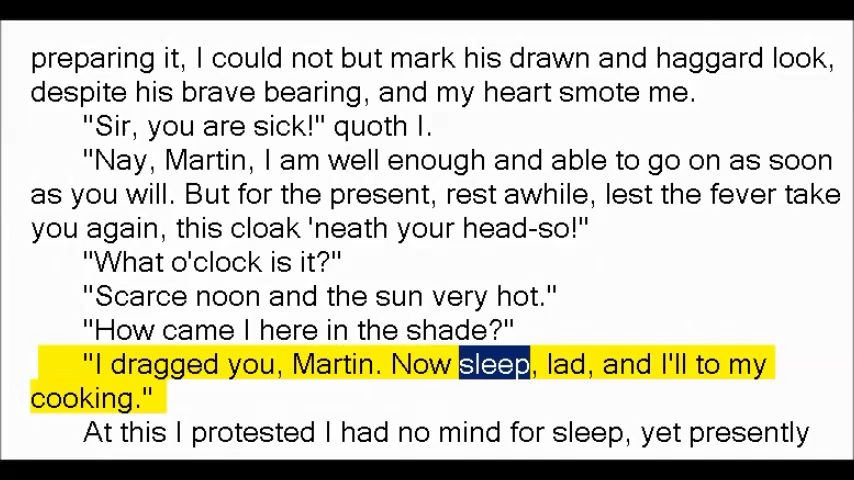 preparing it, I could not but mark his drawn and haggard look,
despite his brave bearing, and my heart smote me.
"Sir, you are sick!" quoth I.
"Nay, Martin, I am well enough and able to go on as soon
as you will. But for the present, rest awhile, lest the fever take
you again, this cloak 'neath your head-so!"
"What o'clock is it?"
"Scarce noon and the sun very hot."
"How came I here in the shade?"
"I dragged you, Martin. Now sleep, lad, and I'll to my
cooking."
At this I protested I had no mind for sleep, yet presently